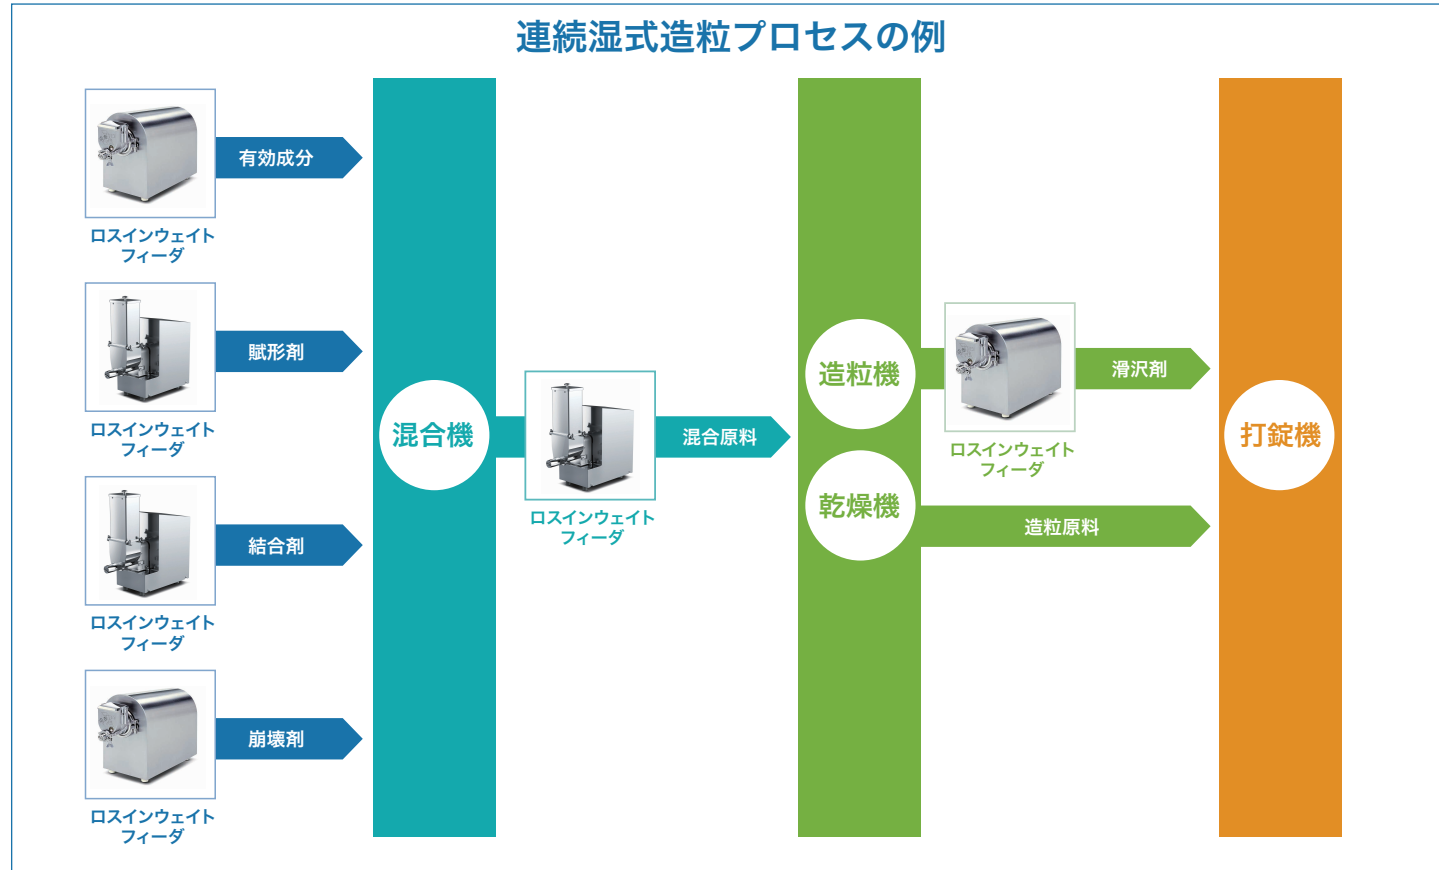 連続湿式造粒プロセスの例
有効成分
ロスインウェイト
フィーダ
賦形剤
ロスインウェイト
フィーダ
結合剤
ロスインウェイト
フィーダ
崩壊剤
ロスインウェイト
フィーダ
混合機
混合原料
ロスインウェイト
フィーダ
造粒機
乾燥機
滑沢剤
ロスインウェイト
フィーダ
造粒原料
打錠機